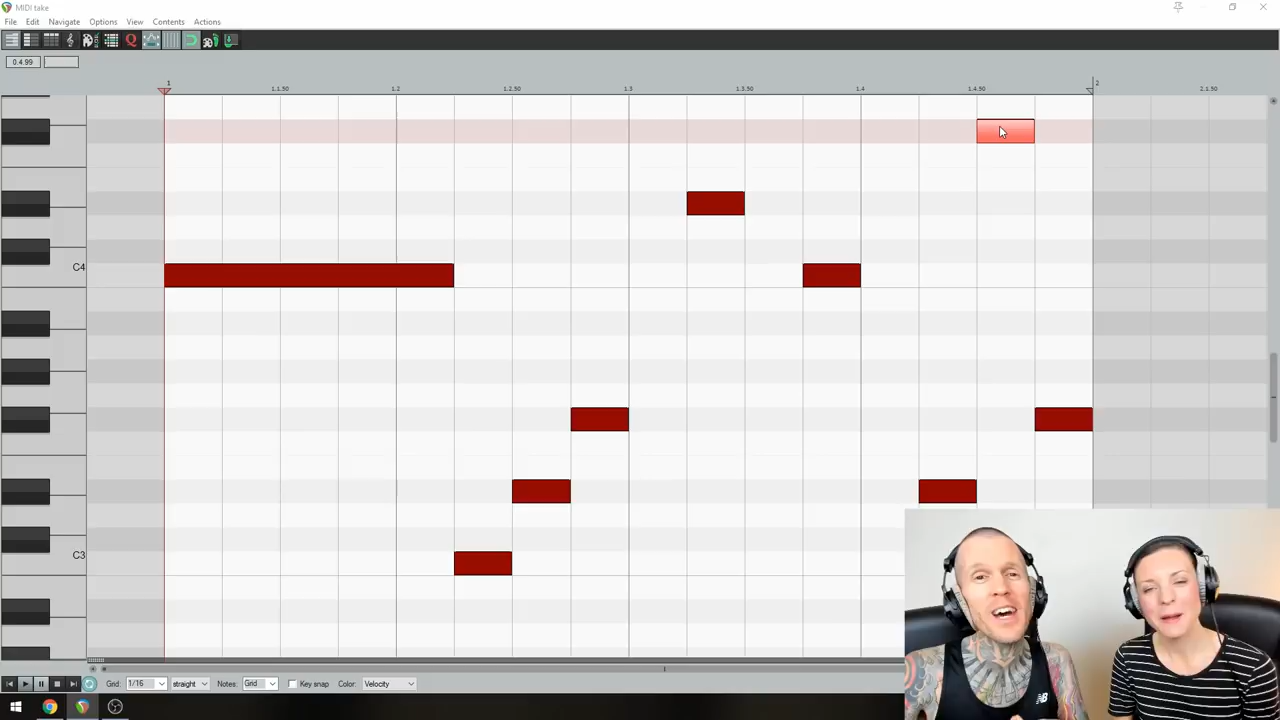 MIDI take
File Edit Navigate Options View Contents Actions
Q
0.4.99
1 1.1.50 1.2 1.2.50 1.3 1.3.50 1.4 1.4.50 2 2.1.50
C4
C3
Grid: 1/16 straight Notes: Grid Key snap Color: Velocity
NB